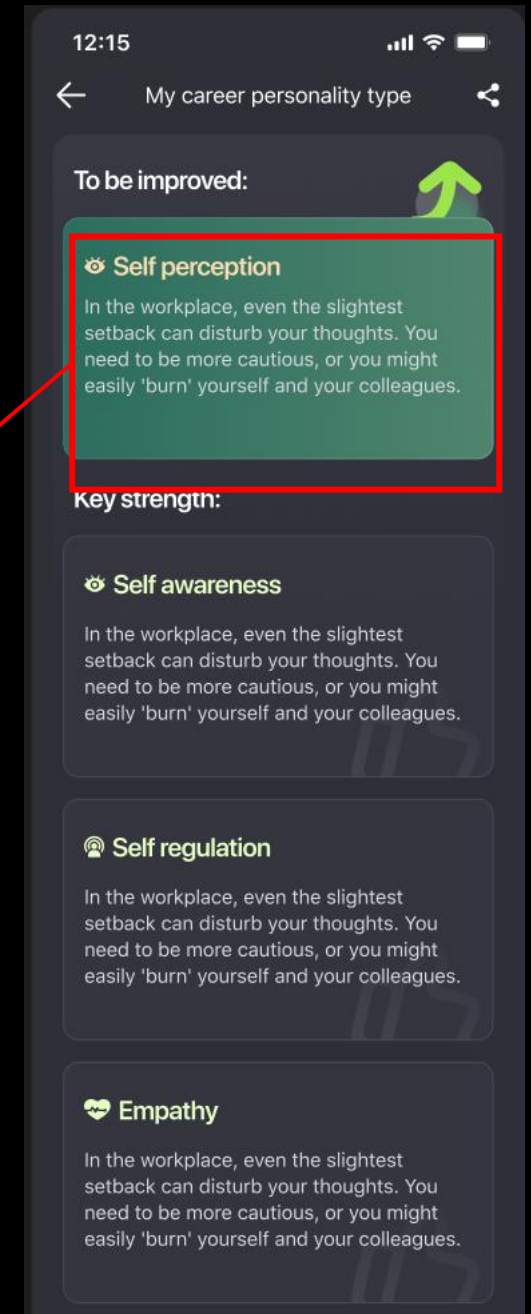 12:15
My career personality type
To be improved:
Self perception
In the workplace, even the slightest
setback can disturb your thoughts. You
need to be more cautious, or you might
easily 'burn' yourself and your colleagues.
Key strength:
Self awareness
In the workplace, even the slightest
setback can disturb your thoughts. You
need to be more cautious, or you might
easily 'burn' yourself and your colleagues.
Self regulation
In the workplace, even the slightest
setback can disturb your thoughts. You
need to be more cautious, or you might
easily 'burn' yourself and your colleagues.
Empathy
In the workplace, even the slightest
setback can disturb your thoughts. You
need to be more cautious, or you might
easily 'burn' yourself and your colleagues.